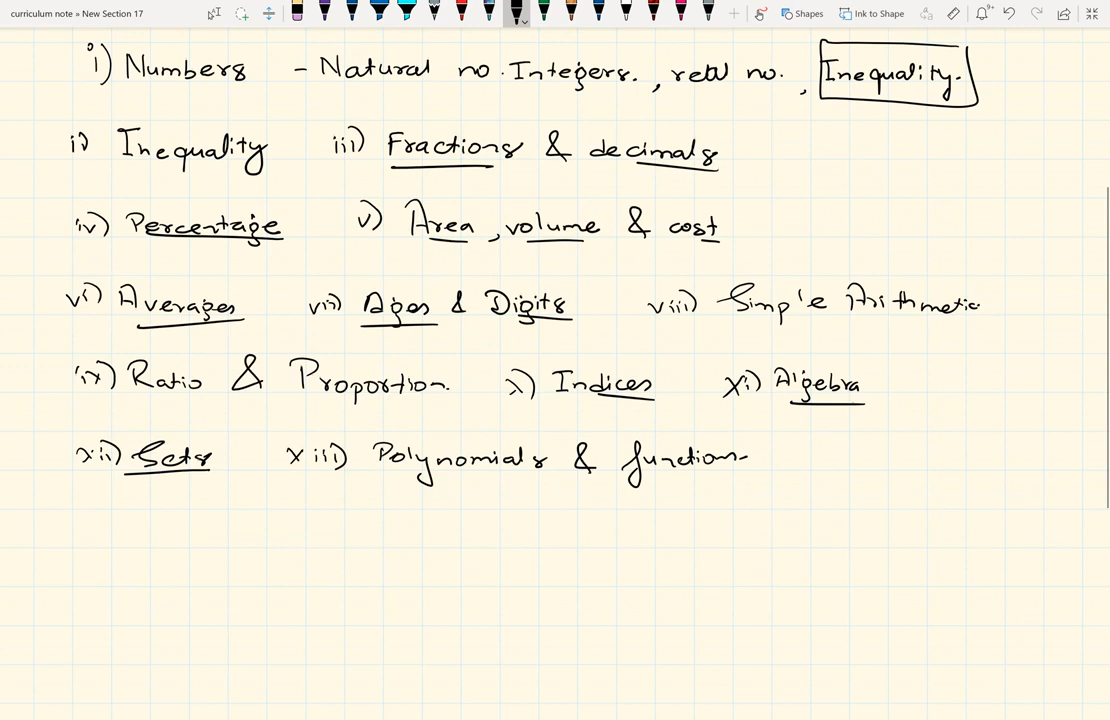 curriculum note » New Section 17
Shapes Ink to Shape 9+
i) Numbers - Natural no. Integers., real no. , Inequality.
i) Inequality iii) Fractions & decimals
iv) Percentage v) Area, volume & cost
vi) Averages vii) Ages & Digits viii) Simple Arithmetic
ix) Ratio & Proportion. x) Indices xi) Algebra
xii) Sets xiii) Polynomials & function-